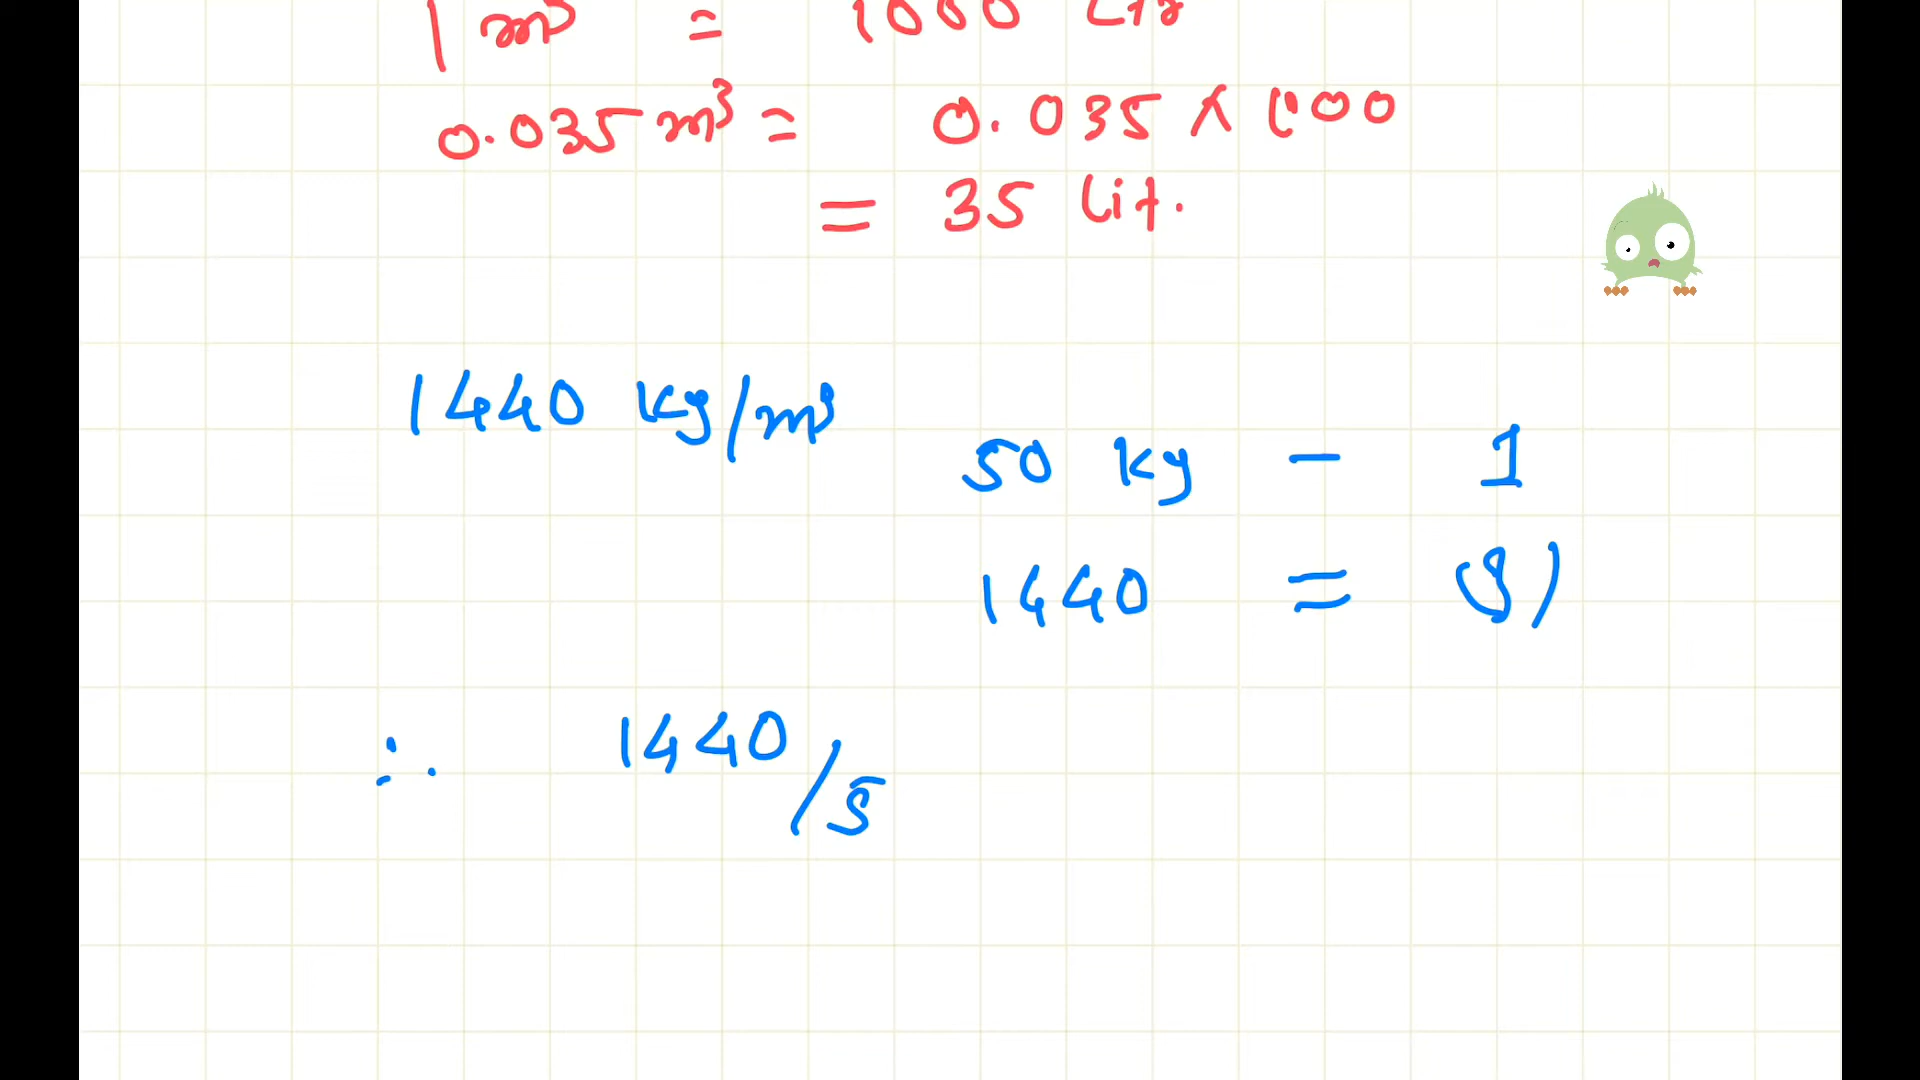 1 m³ = 1000 Lit
0.035 m³ = 0.035 x 1000
= 35 Lit.
1440 kg/m³
50 kg - 1
1440 =
∴ 1440/5